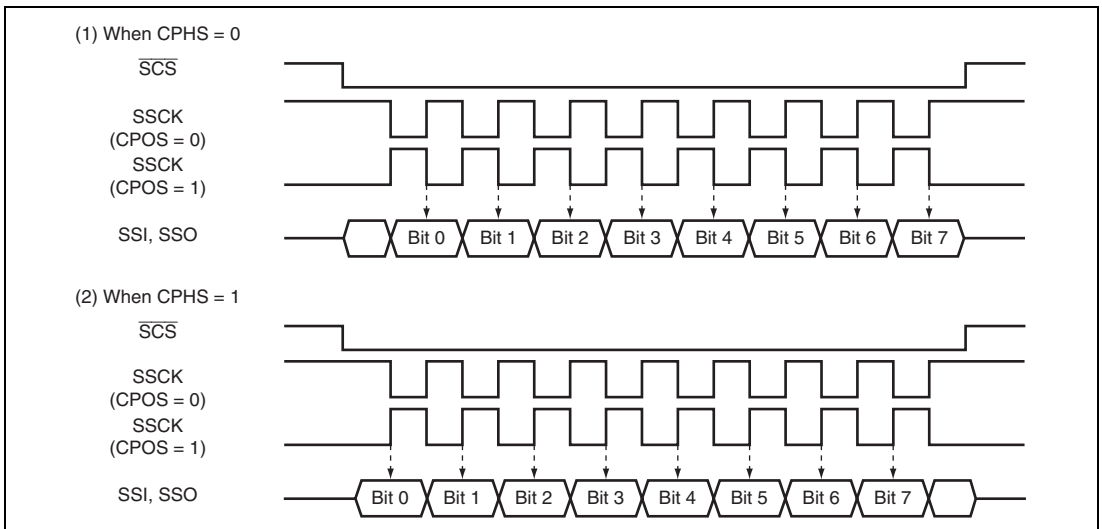 (1) When CPHS = 0
SCS
SSCK
(CPOS = 0)
SSCK
(CPOS = 1)
SSI, SSO
Bit 0 Bit 1 Bit 2 Bit 3 Bit 4 Bit 5 Bit 6 Bit 7
(2) When CPHS = 1
SCS
SSCK
(CPOS = 0)
SSCK
(CPOS = 1)
SSI, SSO
Bit 0 Bit 1 Bit 2 Bit 3 Bit 4 Bit 5 Bit 6 Bit 7